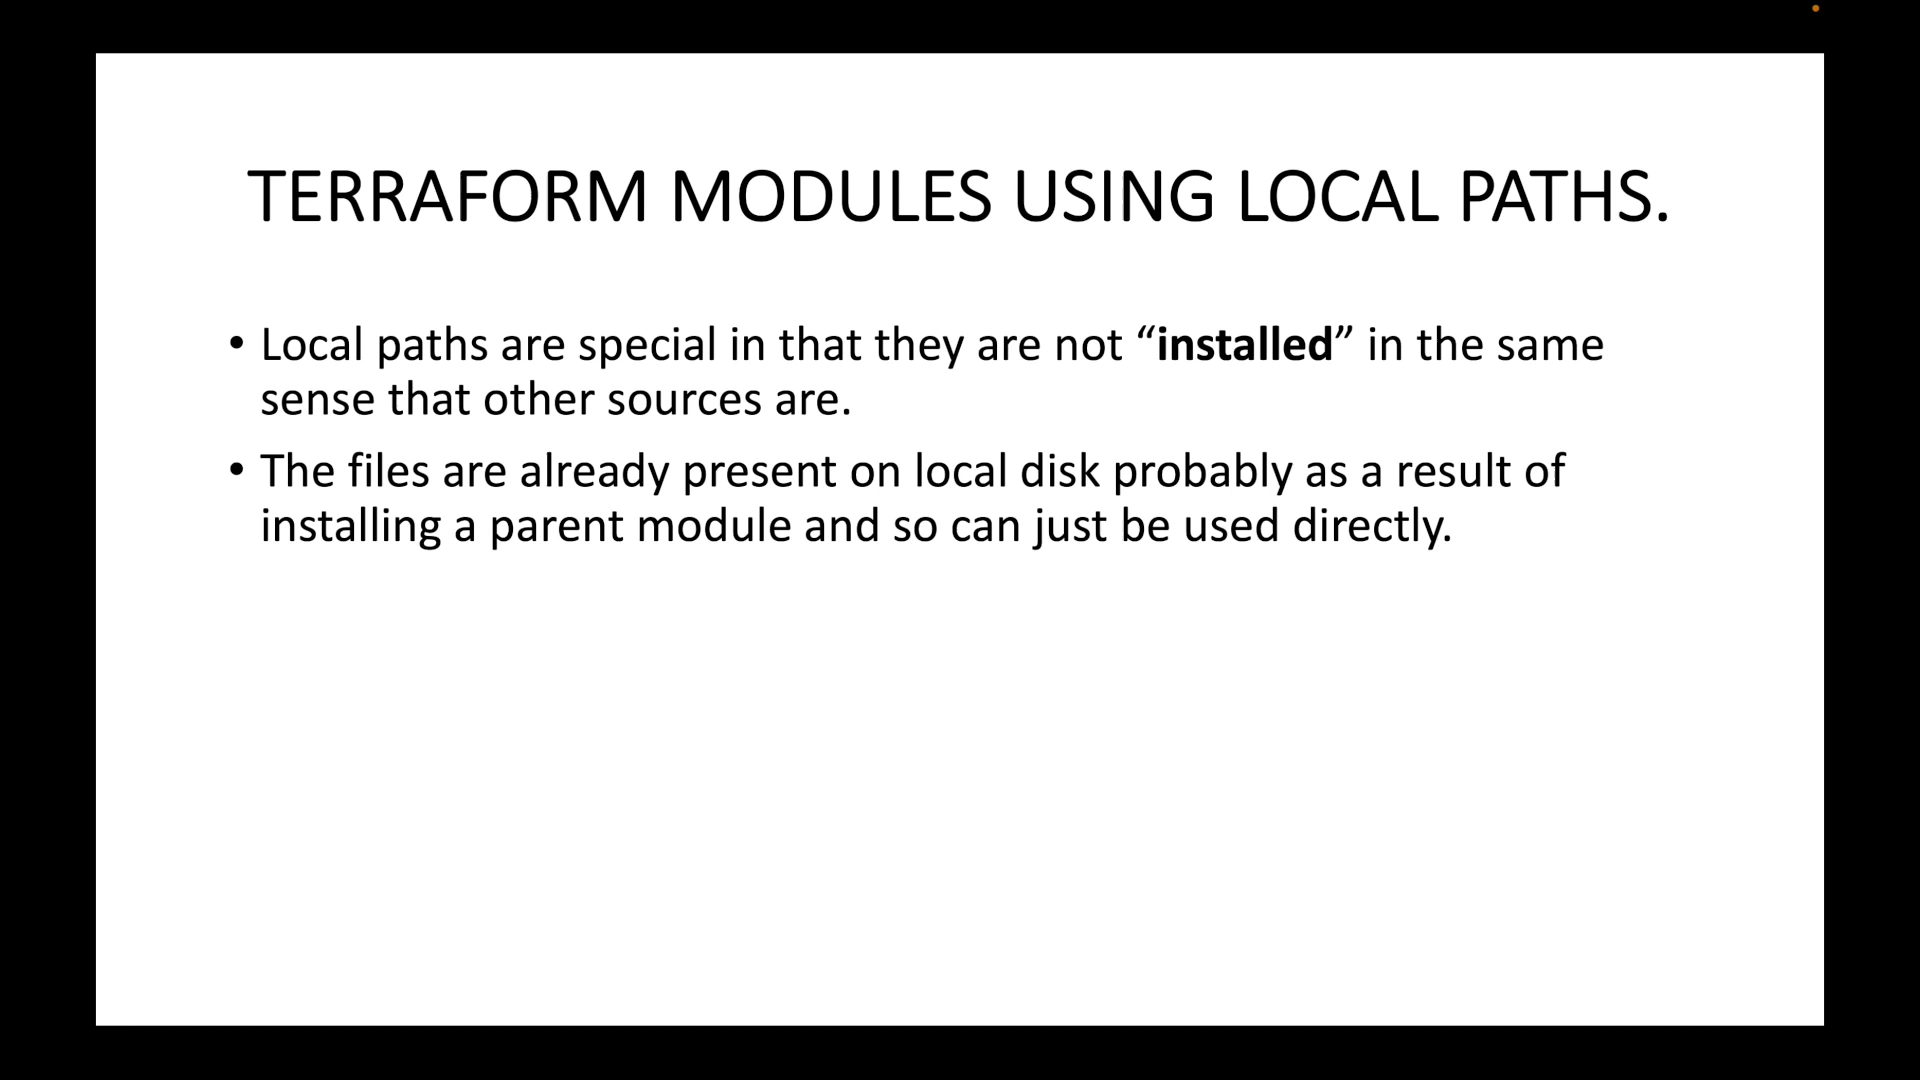 TERRAFORM MODULES USING LOCAL PATHS.
• Local paths are special in that they are not “installed” in the same
sense that other sources are.
• The files are already present on local disk probably as a result of
installing a parent module and so can just be used directly.